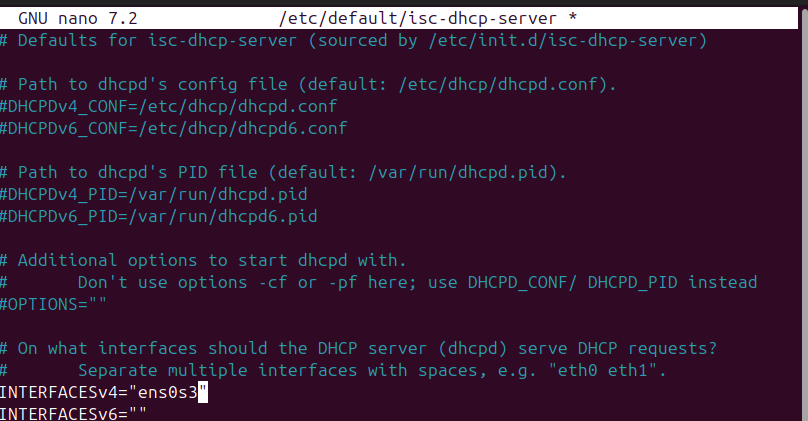 GNU nano 7.2 /etc/default/isc-dhcp-server *
# Defaults for isc-dhcp-server (sourced by /etc/init.d/isc-dhcp-server)
# Path to dhcpd's config file (default: /etc/dhcp/dhcpd.conf).
#DHCPDv4_CONF=/etc/dhcp/dhcpd.conf
#DHCPDv6_CONF=/etc/dhcp/dhcpd6.conf
# Path to dhcpd's PID file (default: /var/run/dhcpd.pid).
#DHCPDv4_PID=/var/run/dhcpd.pid
#DHCPDv6_PID=/var/run/dhcpd6.pid
# Additional options to start dhcpd with.
#       Don't use options -cf or -pf here; use DHCPD_CONF/ DHCPD_PID instead
#OPTIONS=""
# On what interfaces should the DHCP server (dhcpd) serve DHCP requests?
#       Separate multiple interfaces with spaces, e.g. "eth0 eth1".
INTERFACESv4="ens0s3"
INTERFACESv6=""